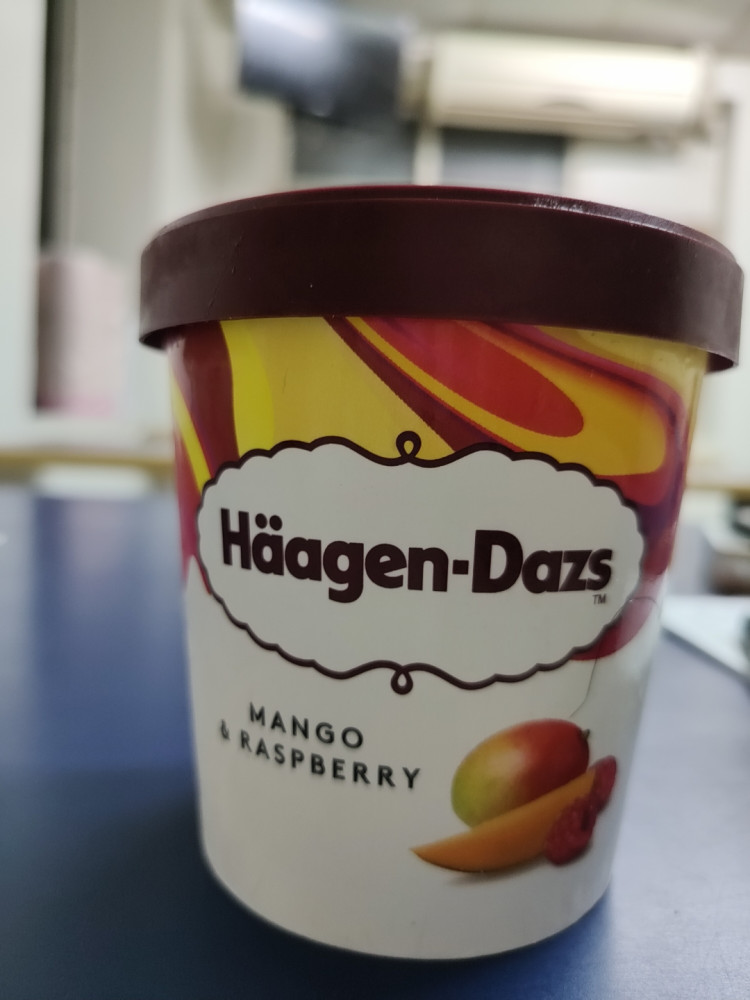 Häagen-Dazs
TM
MANGO
& RASPBERRY